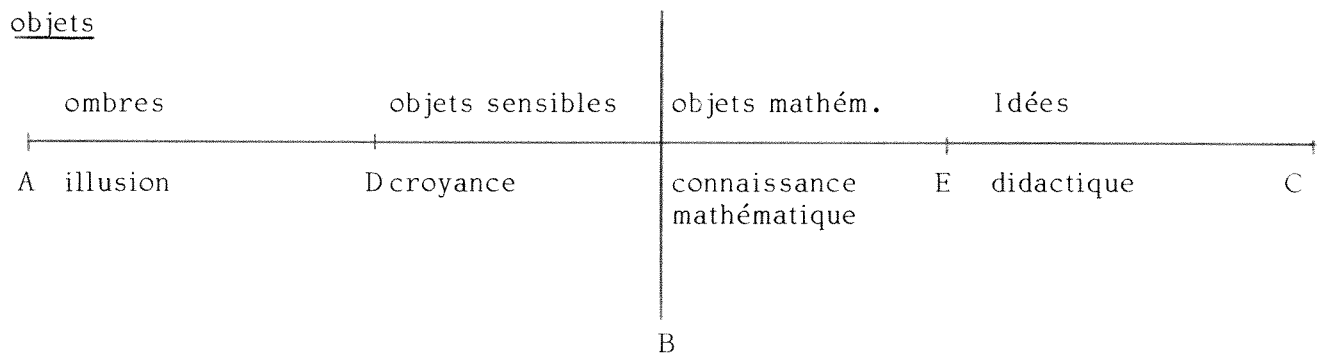 objets
ombres objets sensibles objets mathém. Idées
A illusion D croyance connaissance E didactique C
mathématique
B